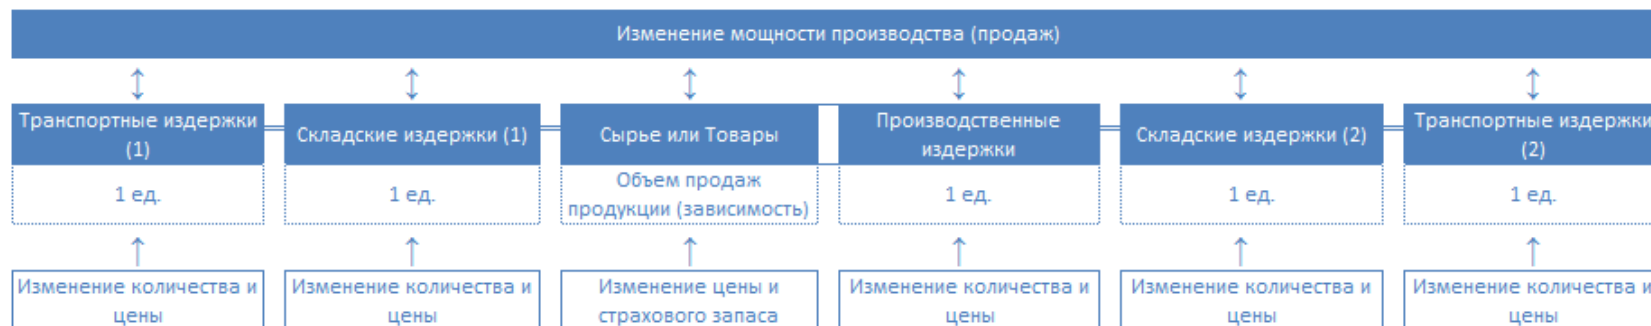 Изменение мощности производства (продаж)
Транспортные издержки
(1)
Складские издержки (1)
Сырье или Товары
Производственные
издержки
Складские издержки (2)
Транспортные издержки
(2)
1 ед.
1 ед.
Объем продаж
продукции (зависимость)
1 ед.
1 ед.
1 ед.
Изменение количества и
цены
Изменение количества и
цены
Изменение цены и
страхового запаса
Изменение количества и
цены
Изменение количества и
цены
Изменение количества и
цены